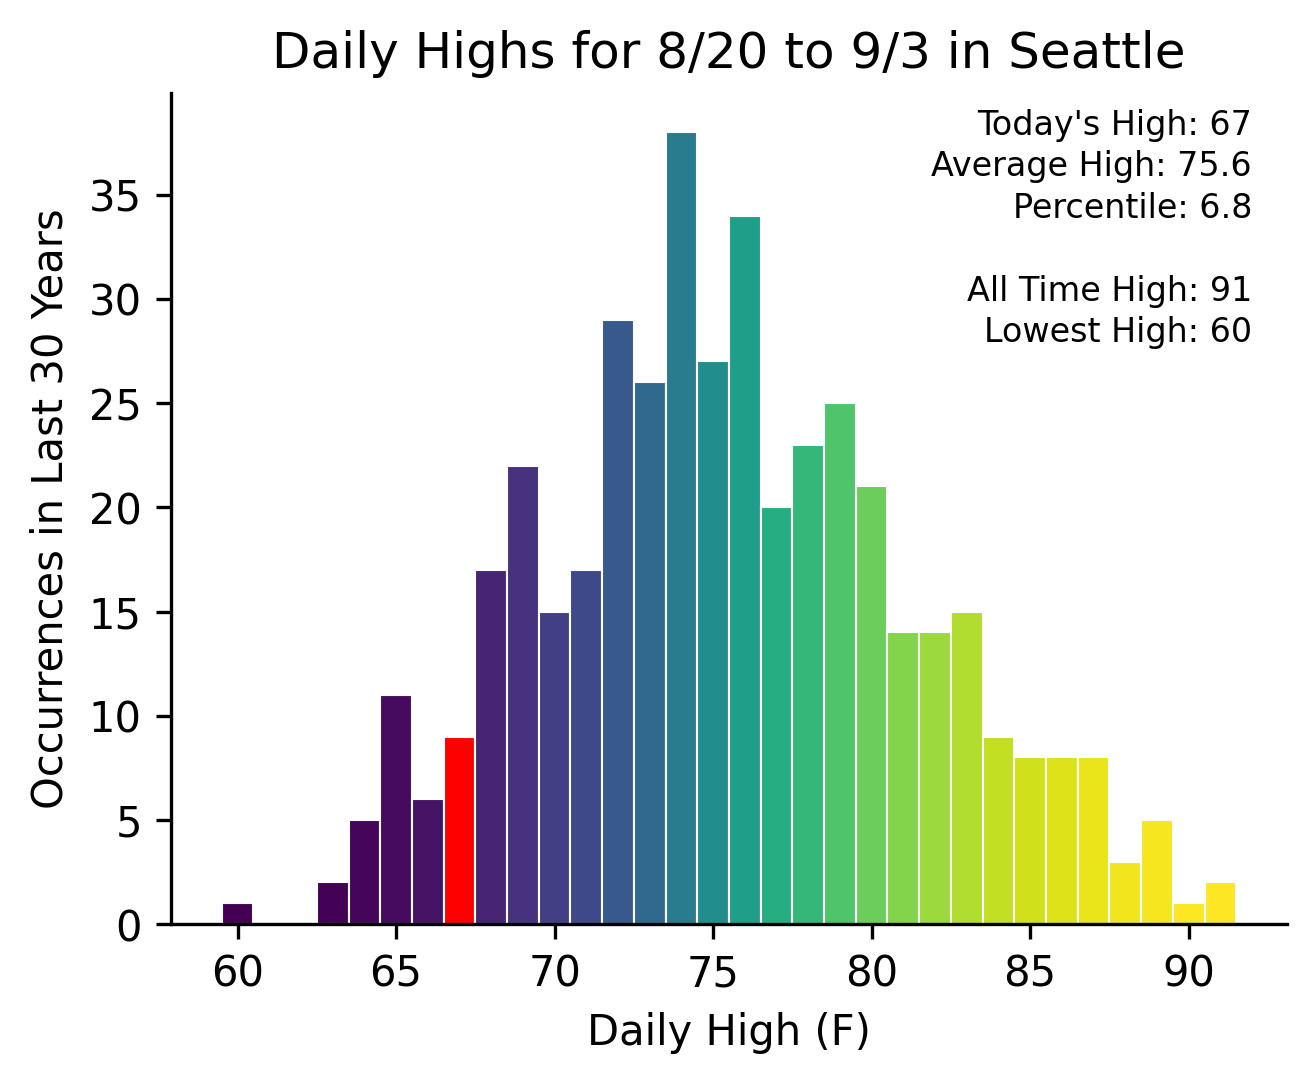 Daily Highs for 8/20 to 9/3 in Seattle
Today's High: 67
Average High: 75.6
Percentile: 6.8
All Time High: 91
Lowest High: 60
Occurrences in Last 30 Years
35
30
25
20
15
10
5
0
60 65 70 75 80 85 90
Daily High (F)